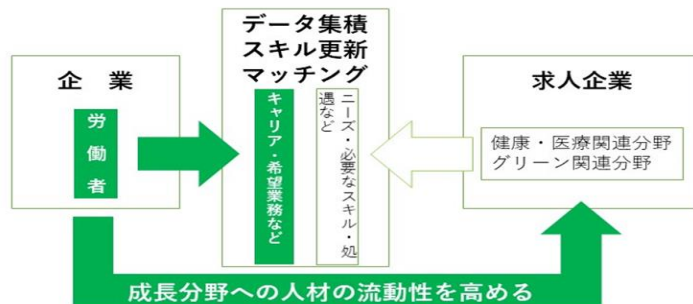 データ集積
スキル更新
マッチング
企　業
労働者
キャリア・希望業務など
ニーズ・必要なスキル・処
遇など
求人企業
健康・医療関連分野
グリーン関連分野
成長分野への人材の流動性を高める